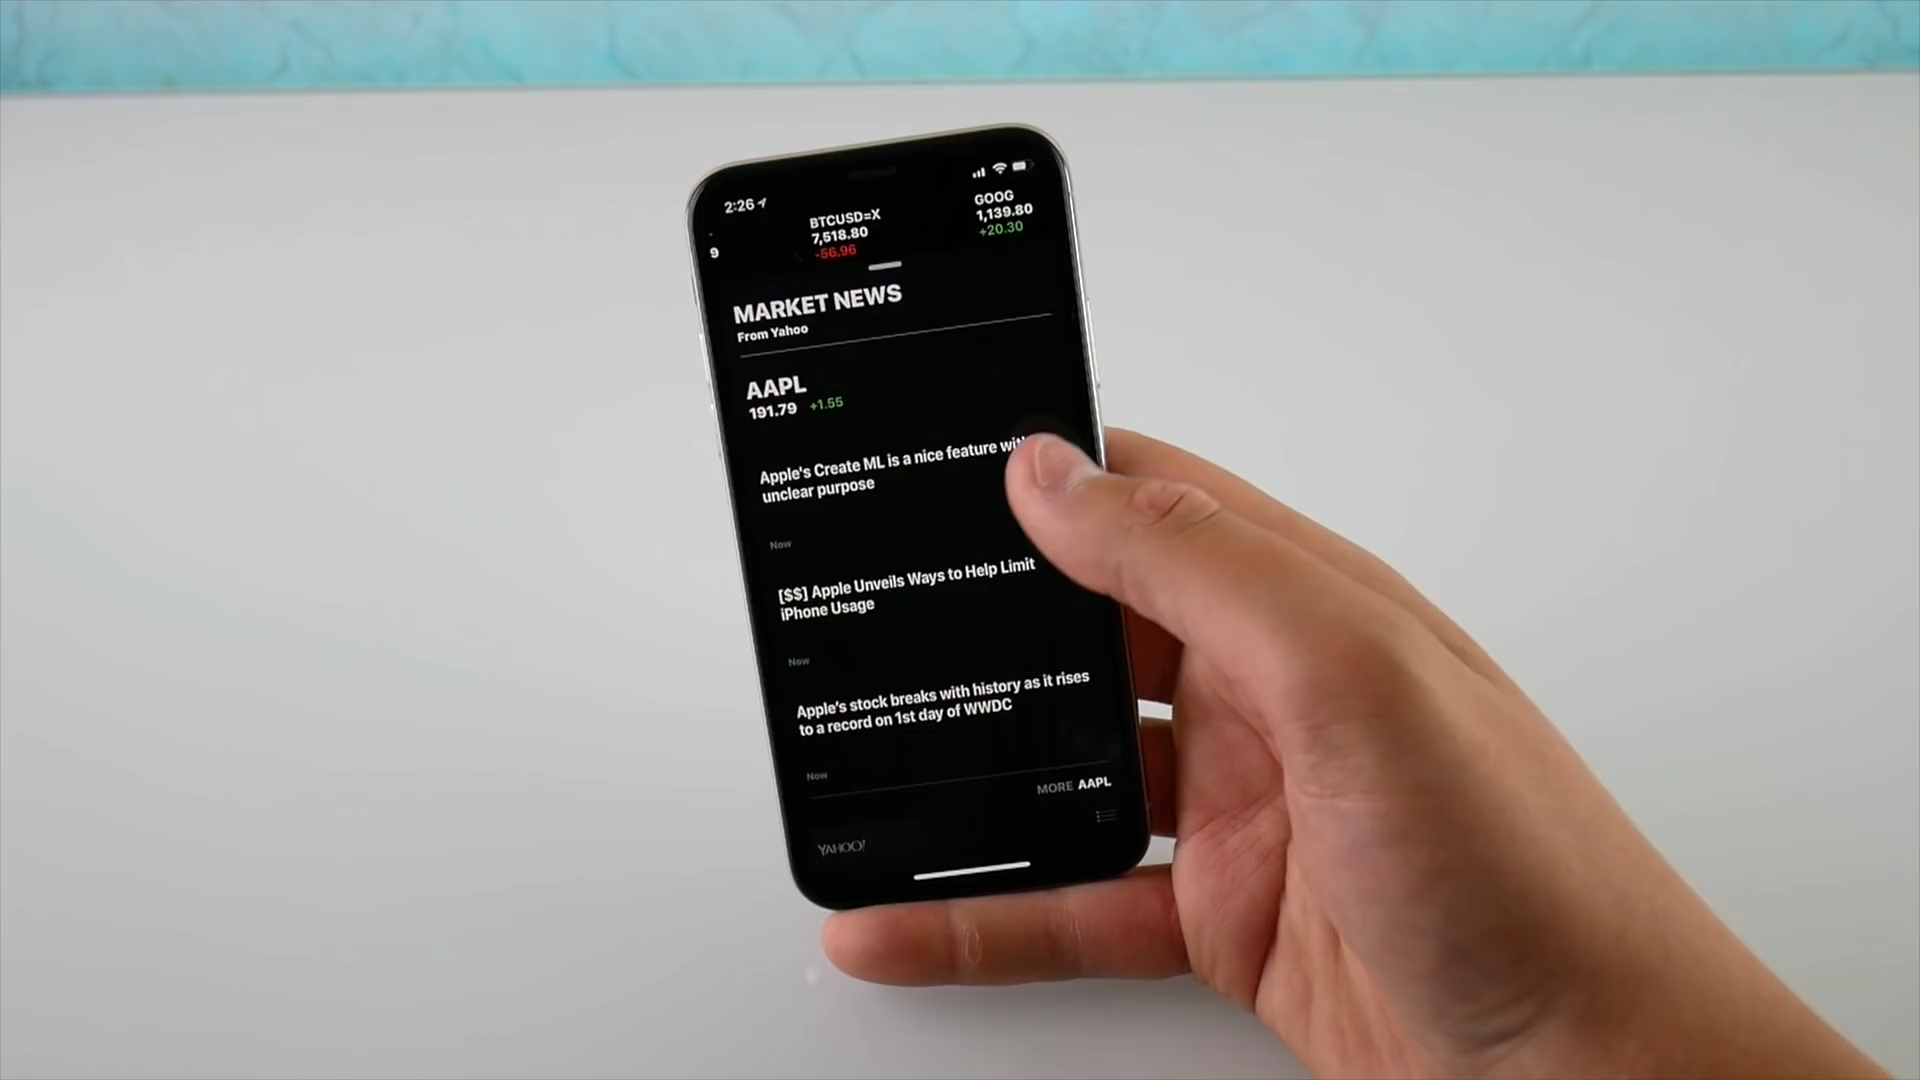 2:26
BTCUSD=X
7,518.80
-56.96
GOOG
1,139.80
+20.30
9
MARKET NEWS
From Yahoo
AAPL
191.79 +1.55
Apple's Create ML is a nice feature with
unclear purpose
Now
[$$] Apple Unveils Ways to Help Limit
iPhone Usage
Now
Apple's stock breaks with history as it rises
to a record on 1st day of WWDC
Now
MORE AAPL
YAHOO!